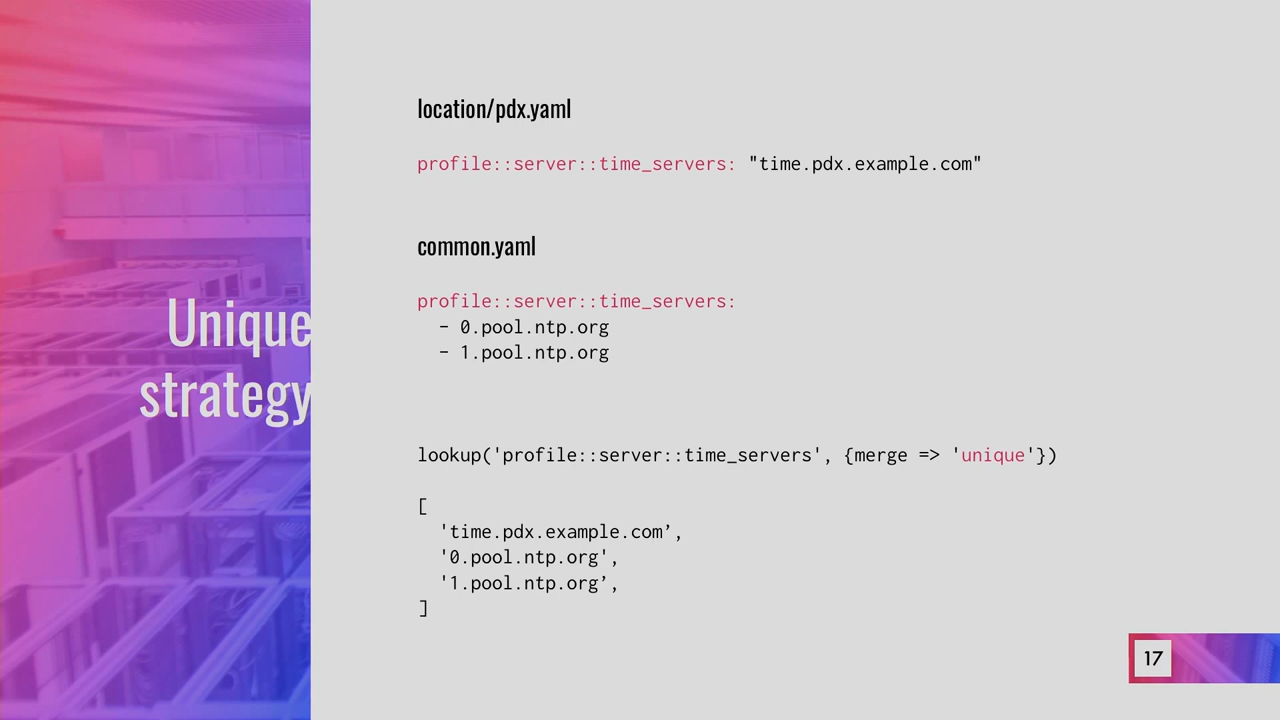 Unique
strategy
location/pdx.yaml
profile::server::time_servers: "time.pdx.example.com"
common.yaml
profile::server::time_servers:
- 0.pool.ntp.org
- 1.pool.ntp.org
lookup('profile::server::time_servers', {merge => 'unique'})
[
'time.pdx.example.com’,
'0.pool.ntp.org',
'1.pool.ntp.org’,
]
17